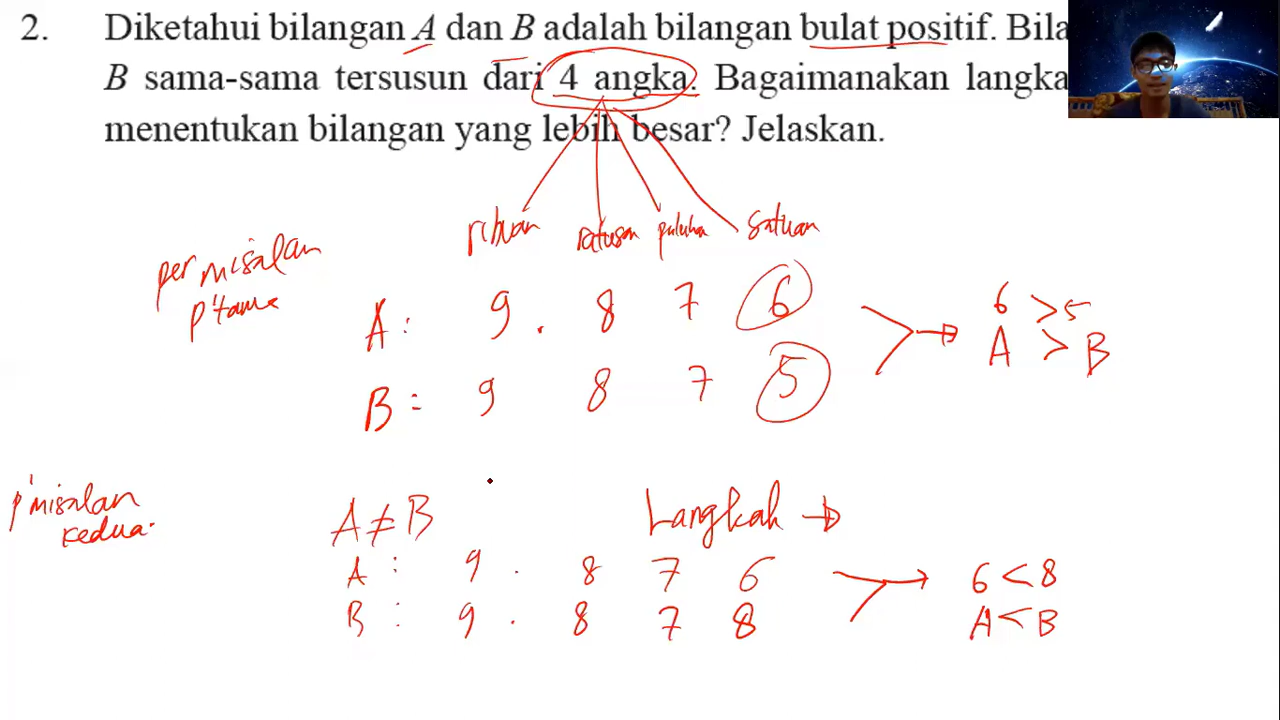 2. Diketahui bilangan A dan B adalah bilangan bulat positif. Bila
B sama-sama tersusun dari 4 angka. Bagaimanakan langka
menentukan bilangan yang lebih besar? Jelaskan.
ribuan ratusan puluhan satuan
permisalan
p'tama
A: 9. 8 7 6
6 > 5
A > B
B: 9 8 7 5
p'misalan
kedua.
A ≠ B
Langkah →
A: 9. 8 7 6
6 < 8
B: 9. 8 7 8
A < B